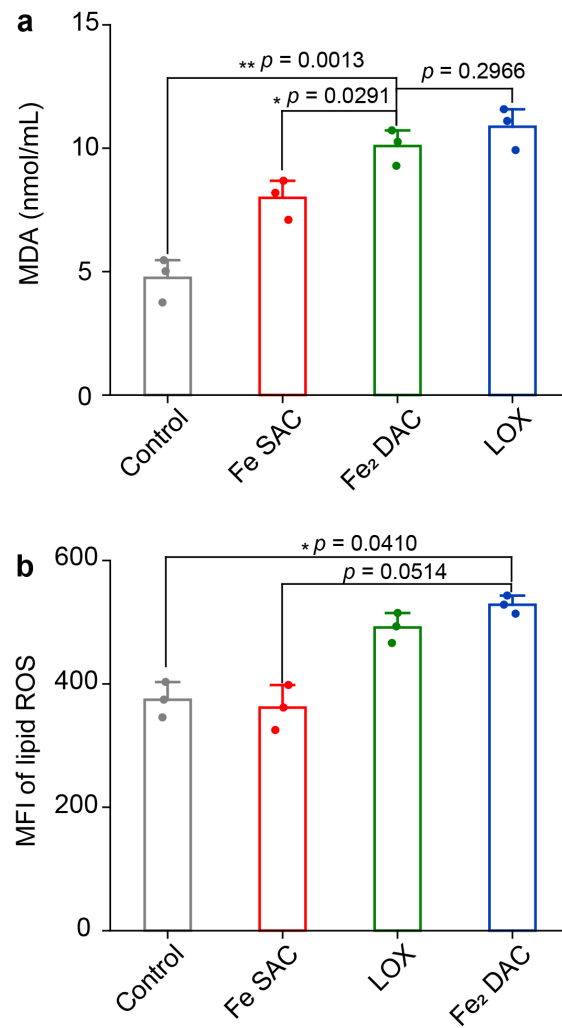 a
15
10
5
0
MDA (nmol/mL)
** p = 0.0013
p = 0.2966
* p = 0.0291
Control
Fe SAC
Fe₂ DAC
LOX
b
600
400
200
0
MFI of lipid ROS
* p = 0.0410
p = 0.0514
Control
Fe SAC
LOX
Fe₂ DAC